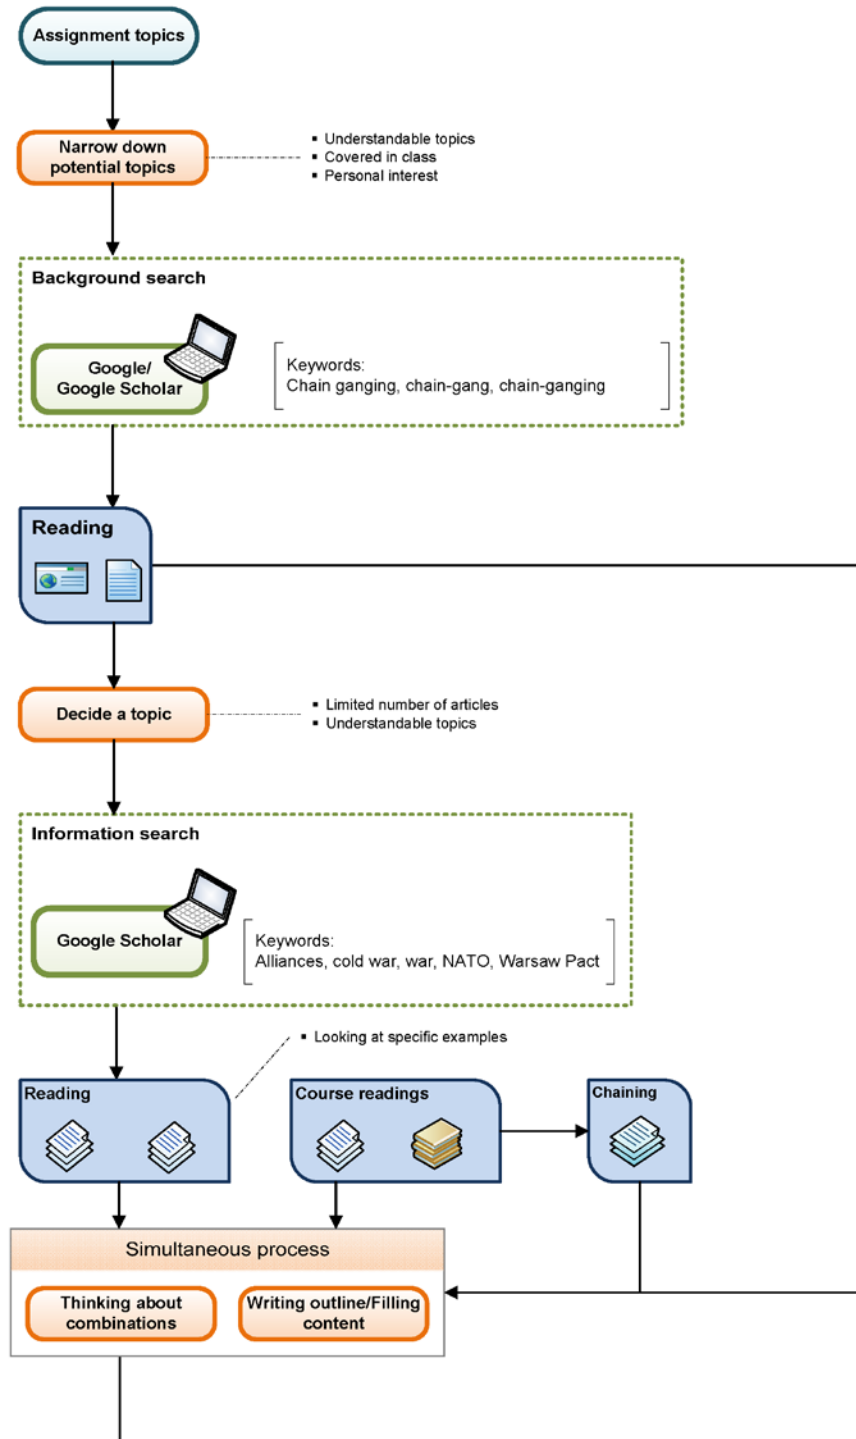 Assignment topics
Narrow down
potential topics
▪ Understandable topics
▪ Covered in class
▪ Personal interest
Background search
Google/
Google Scholar
Keywords:
Chain ganging, chain-gang, chain-ganging
Reading
Decide a topic
▪ Limited number of articles
▪ Understandable topics
Information search
Google Scholar
Keywords:
Alliances, cold war, war, NATO, Warsaw Pact
▪ Looking at specific examples
Reading
Course readings
Chaining
Simultaneous process
Thinking about
combinations
Writing outline/Filling
content